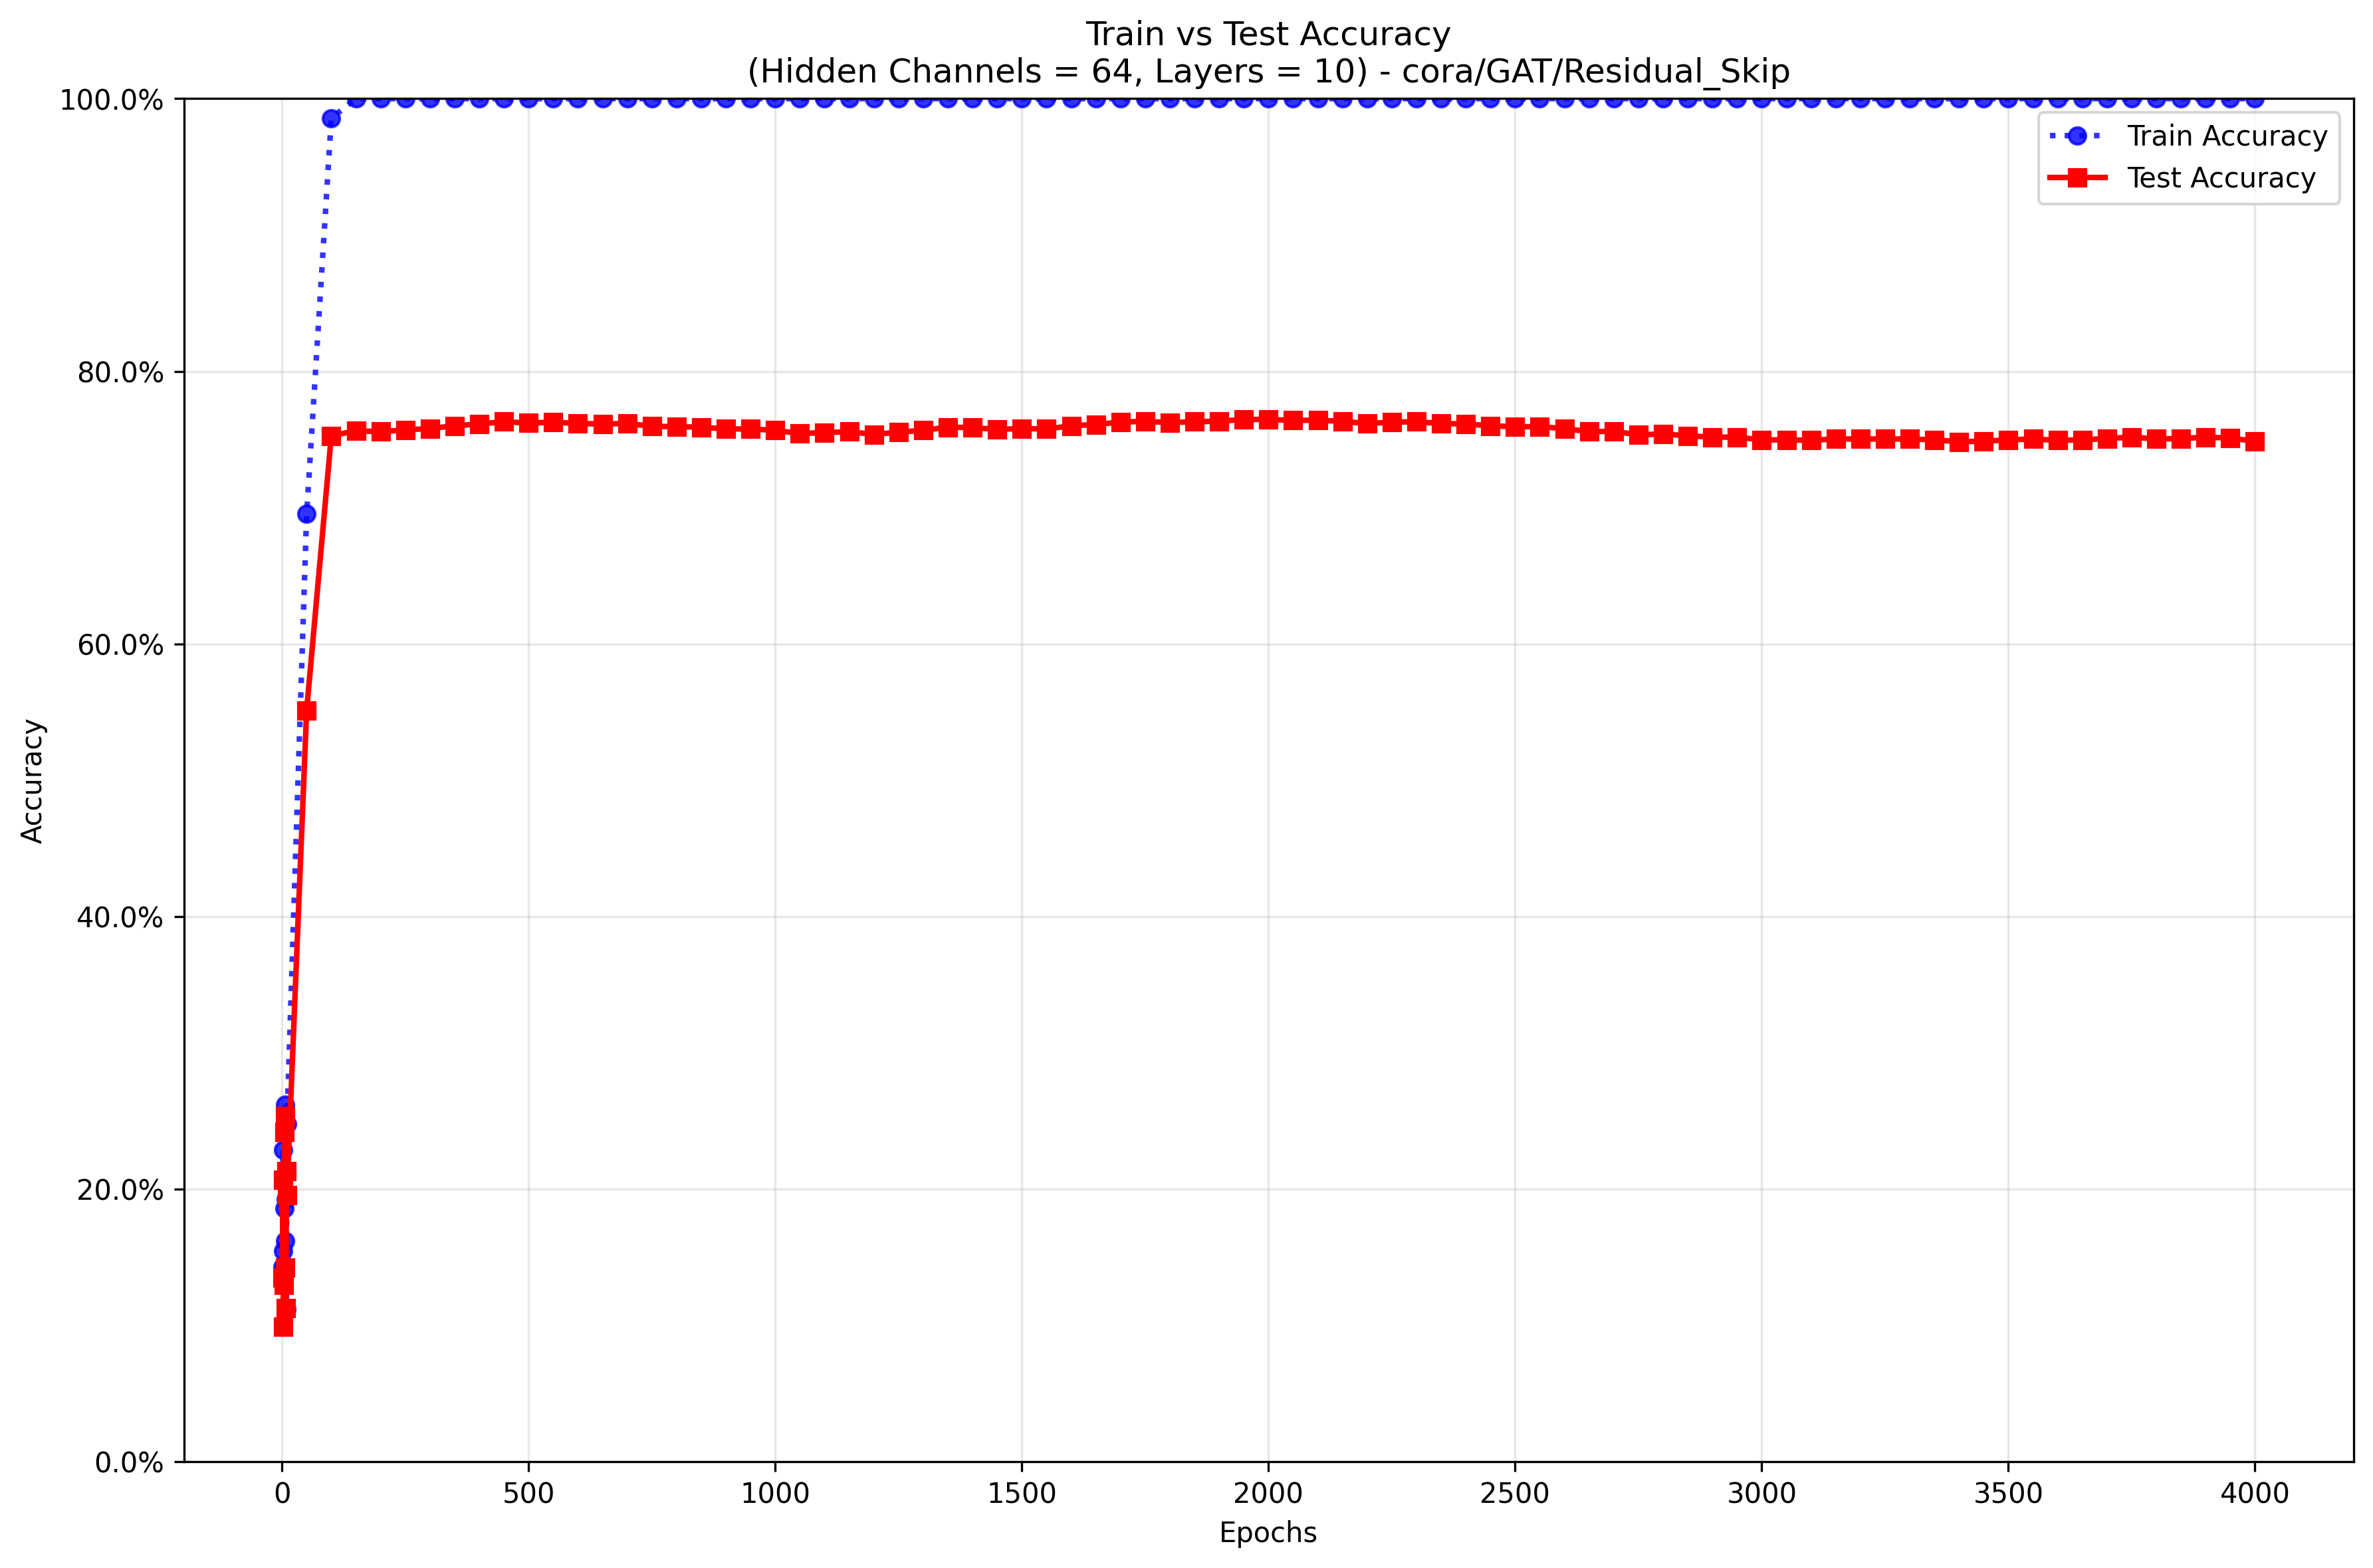 Train vs Test Accuracy
(Hidden Channels = 64, Layers = 10) - cora/GAT/Residual_Skip
100.0%
80.0%
60.0%
40.0%
20.0%
0.0%
Accuracy
Train Accuracy
Test Accuracy
0 500 1000 1500 2000 2500 3000 3500 4000
Epochs